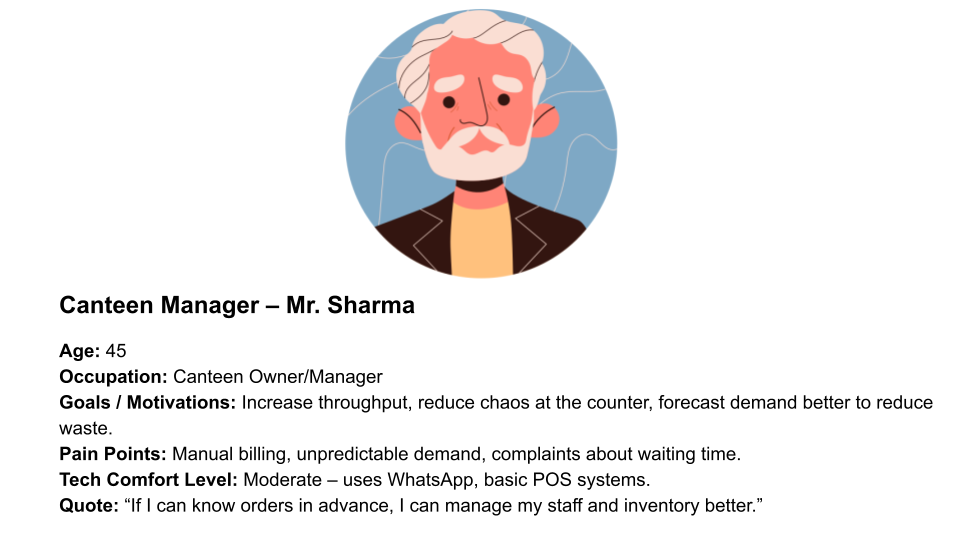 Canteen Manager – Mr. Sharma
Age: 45
Occupation: Canteen Owner/Manager
Goals / Motivations: Increase throughput, reduce chaos at the counter, forecast demand better to reduce
waste.
Pain Points: Manual billing, unpredictable demand, complaints about waiting time.
Tech Comfort Level: Moderate – uses WhatsApp, basic POS systems.
Quote: “If I can know orders in advance, I can manage my staff and inventory better.”